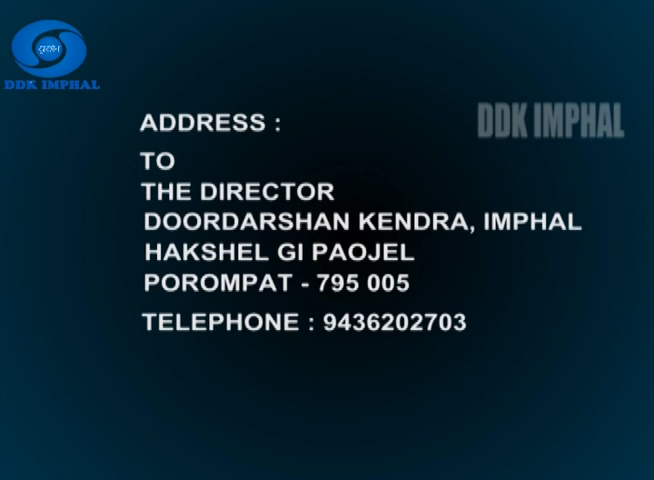 DDK IMPHAL
DDK IMPHAL
ADDRESS :
TO
THE DIRECTOR
DOORDARSHAN KENDRA, IMPHAL
HAKSHEL GI PAOJEL
POROMPAT - 795 005
TELEPHONE : 9436202703